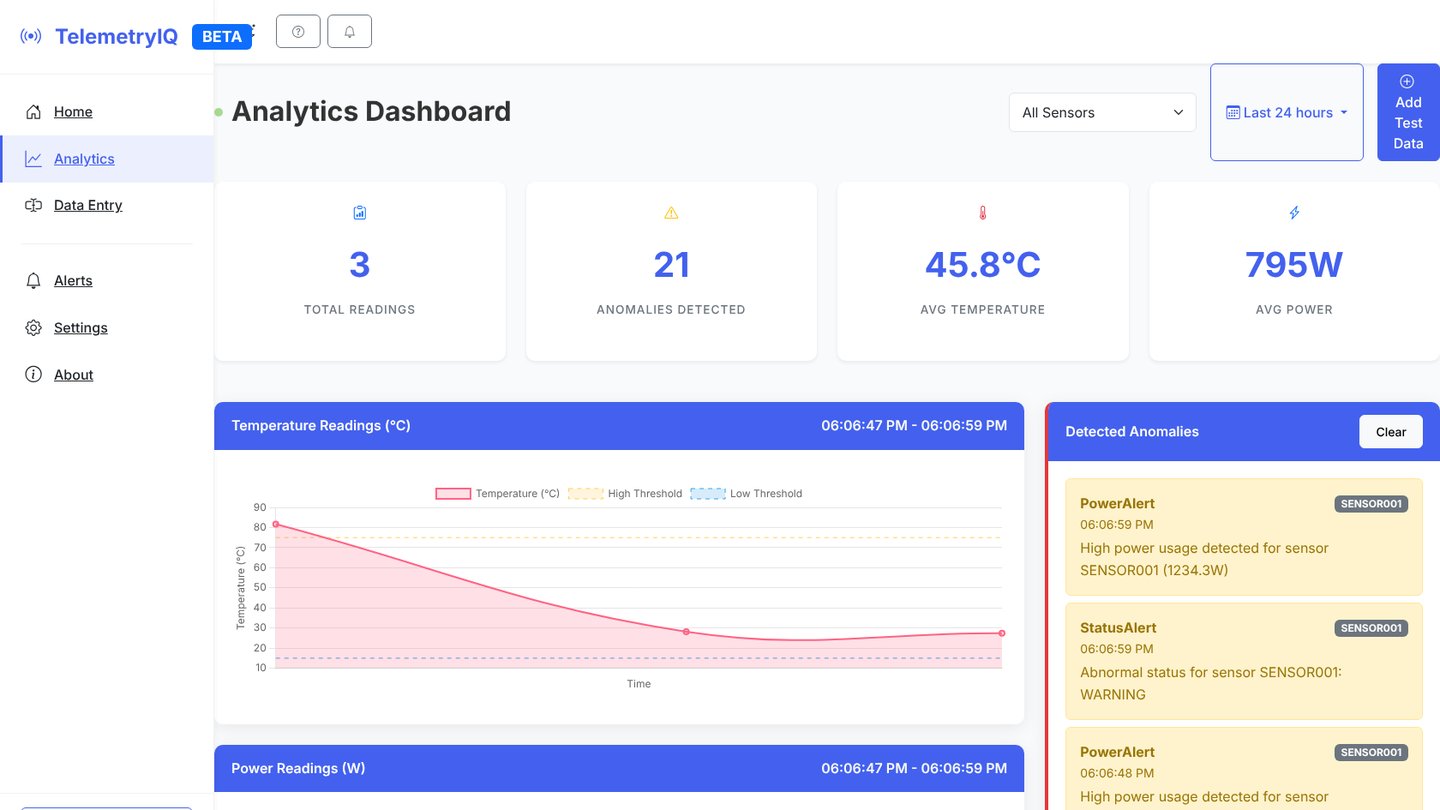 TelemetryIQ BETA
Home
Analytics
Data Entry
Alerts
Settings
About
Analytics Dashboard
All Sensors
Last 24 hours
Add
Test
Data
3
TOTAL READINGS
21
ANOMALIES DETECTED
45.8°C
AVG TEMPERATURE
795W
AVG POWER
Temperature Readings (°C) 06:06:47 PM - 06:06:59 PM
Temperature (°C) High Threshold Low Threshold
90
80
70
60
50
40
30
20
10
Temperature (°C)
Time
Power Readings (W) 06:06:47 PM - 06:06:59 PM
Detected Anomalies Clear
PowerAlert SENSOR001
06:06:59 PM
High power usage detected for sensor
SENSOR001 (1234.3W)
StatusAlert SENSOR001
06:06:59 PM
Abnormal status for sensor SENSOR001:
WARNING
PowerAlert SENSOR001
06:06:48 PM
High power usage detected for sensor